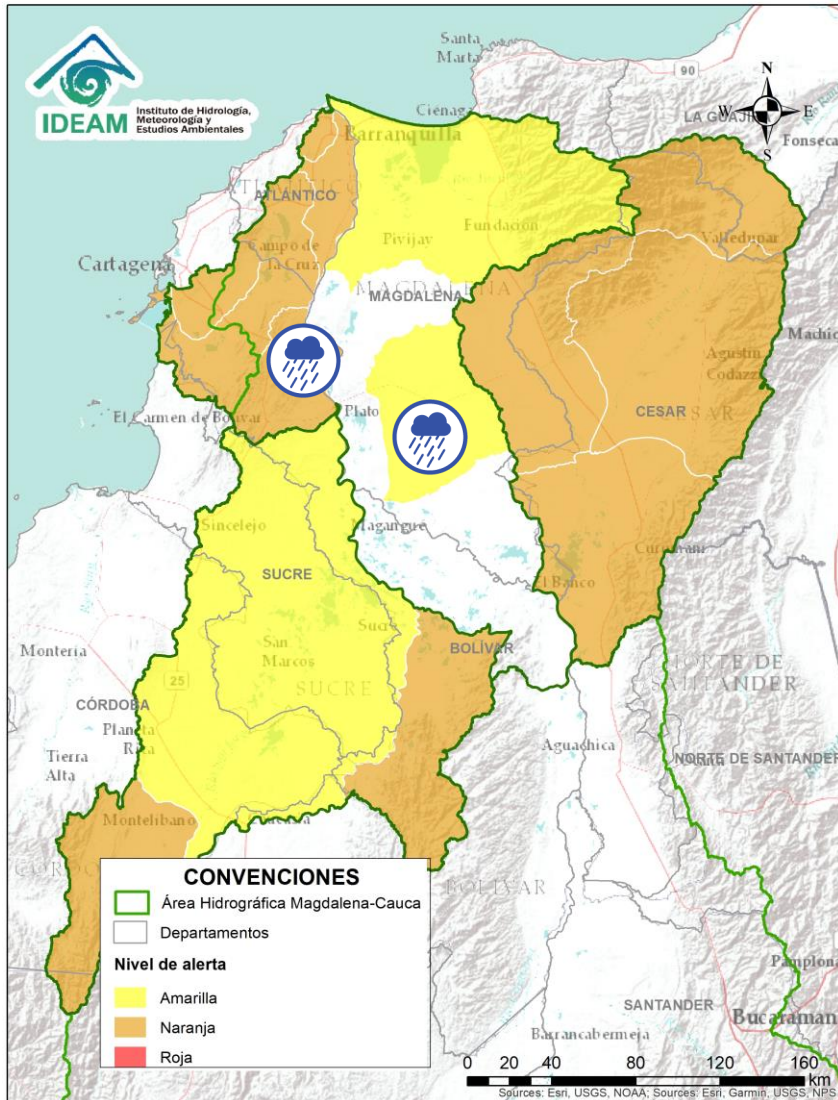 Santa
Marta
90
N
W
E
S
IDEAM
Instituto de Hidrología,
Meteorología y
Estudios Ambientales
Ciénaga
LA GUAJIRA
Fonseca
Barranquilla
ATLÁNTICO
Fundación
Campo de
la Cruz
Pivijay
Valledupar
Cartagena
MAGDALENA
MAGDALENA
Agustín
Codazzi
El Carmen de Bolívar
Plato
CESAR
Sincelejo
Magangue
SUCRE
Curumani
El Banco
Sucre
Montería
San
Marcos
BOLÍVAR
NORTE DE
SANTANDER
25
SUCRE
CÓRDOBA
Planeta
Rica
Aguachica
Tierra
Alta
NORTE DE SANTANDER
Montelíbano
CONVENCIONES
Área Hidrográfica Magdalena-Cauca
Departamentos
Nivel de alerta
Amarilla
Naranja
Roja
BOLÍVAR
Pamplona
SANTANDER
Bucaraman
Barrancabermeja
0 20 40 80 120 160
Km
Sources: Esri, USGS, NOAA; Sources: Esri, Garmin, USGS, NPS